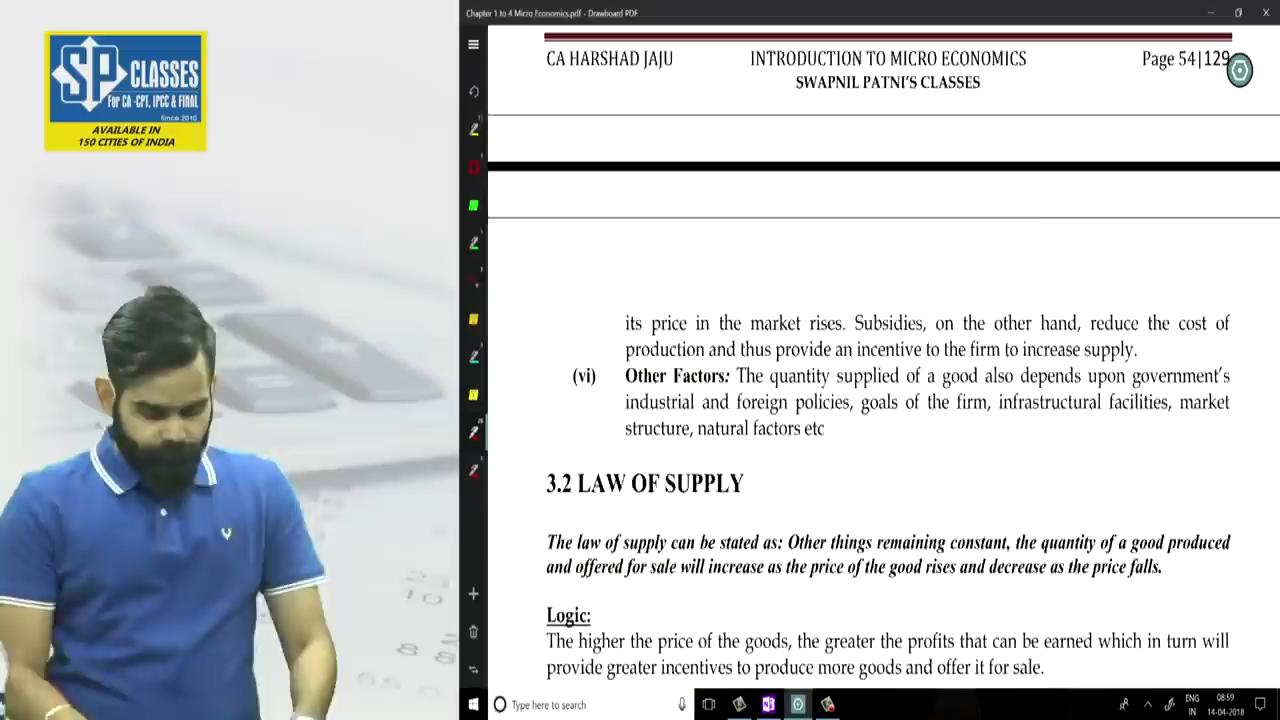 Chapter 1 to 4 Micro Economics.pdf - Drawboard PDF
SP CLASSES
For CA -CPT, IPCC & FINAL
Since 2010
AVAILABLE IN
150 CITIES OF INDIA
CA HARSHAD JAJU INTRODUCTION TO MICRO ECONOMICS Page 54|129
SWAPNIL PATNI'S CLASSES
its price in the market rises. Subsidies, on the other hand, reduce the cost of
production and thus provide an incentive to the firm to increase supply.
(vi) Other Factors: The quantity supplied of a good also depends upon government's
industrial and foreign policies, goals of the firm, infrastructural facilities, market
structure, natural factors etc
3.2 LAW OF SUPPLY
The law of supply can be stated as: Other things remaining constant, the quantity of a good produced
and offered for sale will increase as the price of the good rises and decrease as the price falls.
Logic:
The higher the price of the goods, the greater the profits that can be earned which in turn will
provide greater incentives to produce more goods and offer it for sale.
Type here to search
ENG
IN
08:59
14-04-2018